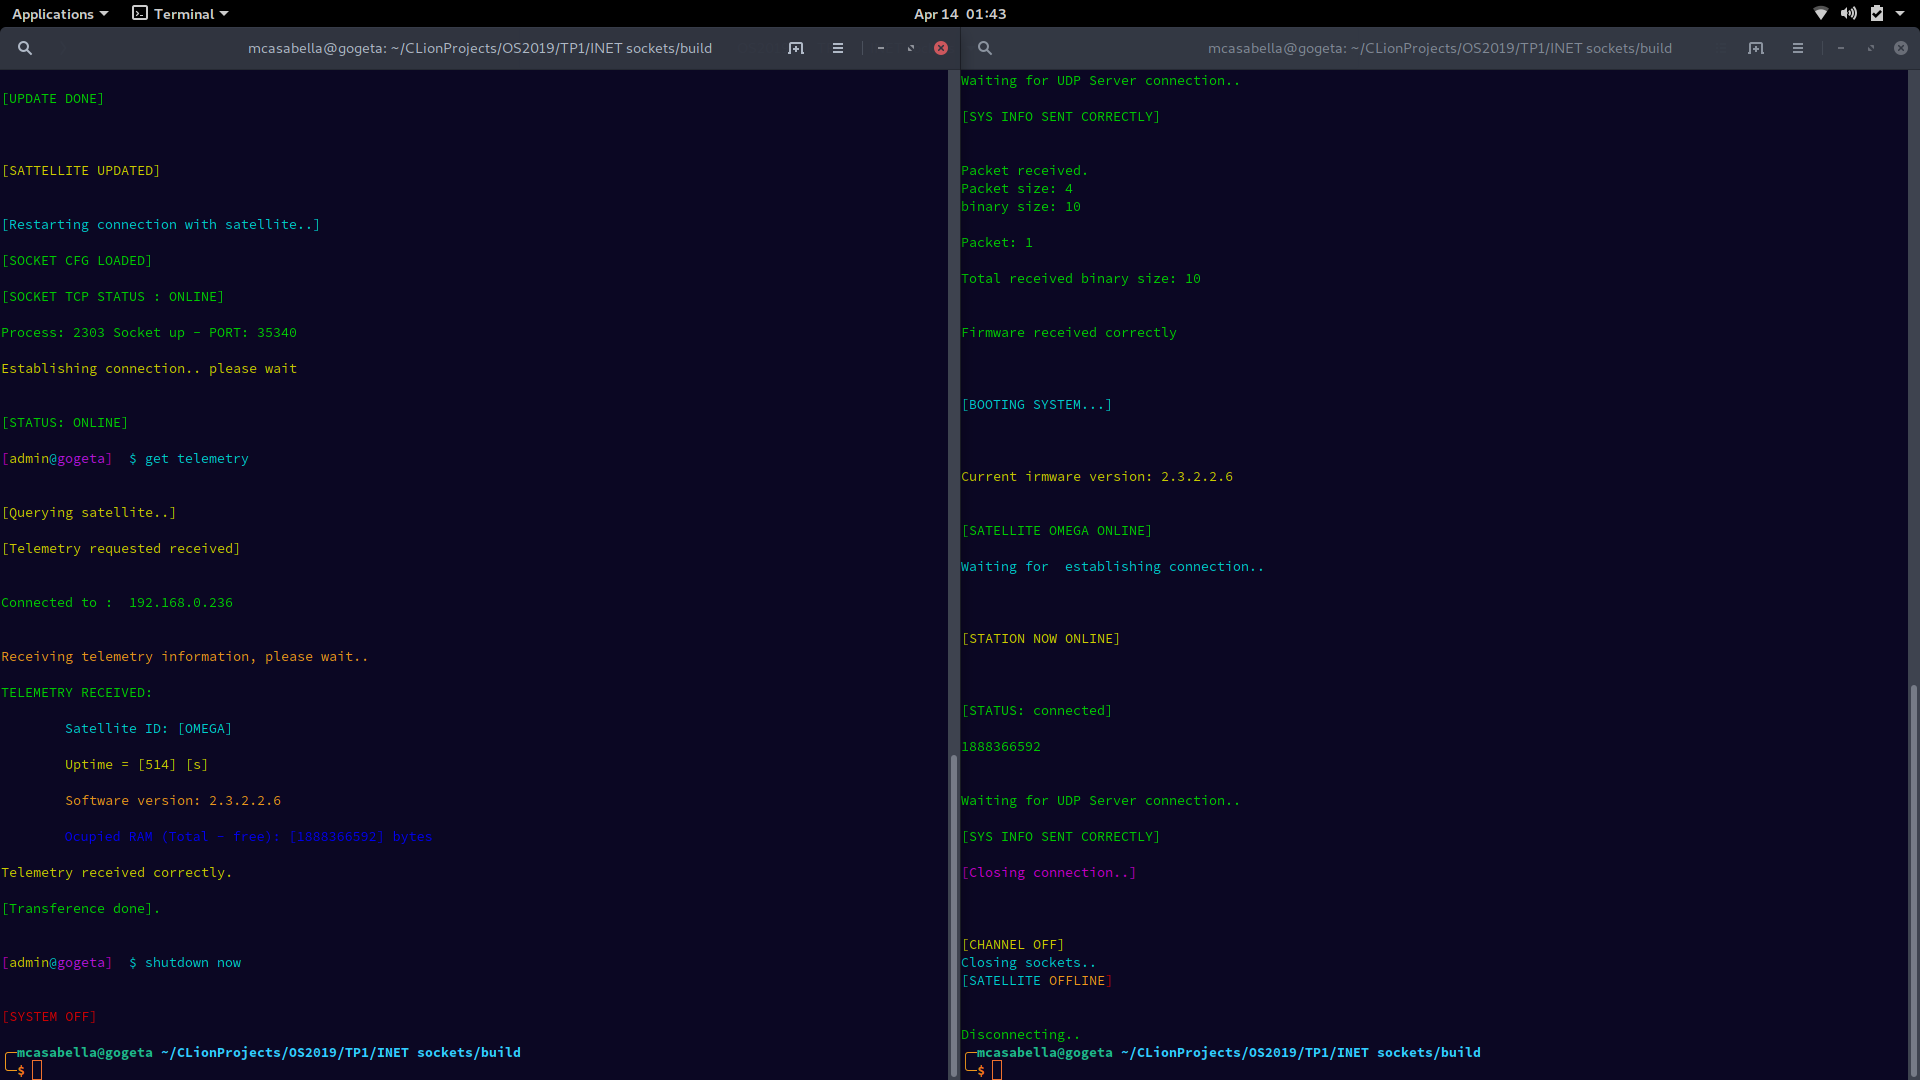 Applications
Terminal
Apr 14 01:43
mcasabella@gogeta: ~/CLionProjects/OS2019/TP1/INET sockets/build
[UPDATE DONE]
[SATTELLITE UPDATED]
[Restarting connection with satellite..]
[SOCKET CFG LOADED]
[SOCKET TCP STATUS : ONLINE]
Process: 2303 Socket up - PORT: 35340
Establishing connection.. please wait
[STATUS: ONLINE]
[admin@gogeta]  $ get telemetry
[Querying satellite..]
[Telemetry requested received]
Connected to :  192.168.0.236
Receiving telemetry information, please wait..
TELEMETRY RECEIVED:
Satellite ID: [OMEGA]
Uptime = [514] [s]
Software version: 2.3.2.2.6
Ocupied RAM (Total - free): [1888366592] bytes
Telemetry received correctly.
[Transference done].
[admin@gogeta]  $ shutdown now
[SYSTEM OFF]
mcasabella@gogeta ~/CLionProjects/OS2019/TP1/INET sockets/build
$
mcasabella@gogeta: ~/CLionProjects/OS2019/TP1/INET sockets/build
Waiting for UDP Server connection..
[SYS INFO SENT CORRECTLY]
Packet received.
Packet size: 4
binary size: 10
Packet: 1
Total received binary size: 10
Firmware received correctly
[BOOTING SYSTEM...]
Current irmware version: 2.3.2.2.6
[SATELLITE OMEGA ONLINE]
Waiting for  establishing connection..
[STATION NOW ONLINE]
[STATUS: connected]
1888366592
Waiting for UDP Server connection..
[SYS INFO SENT CORRECTLY]
[Closing connection..]
[CHANNEL OFF]
Closing sockets..
[SATELLITE OFFLINE]
Disconnecting..
mcasabella@gogeta ~/CLionProjects/OS2019/TP1/INET sockets/build
$